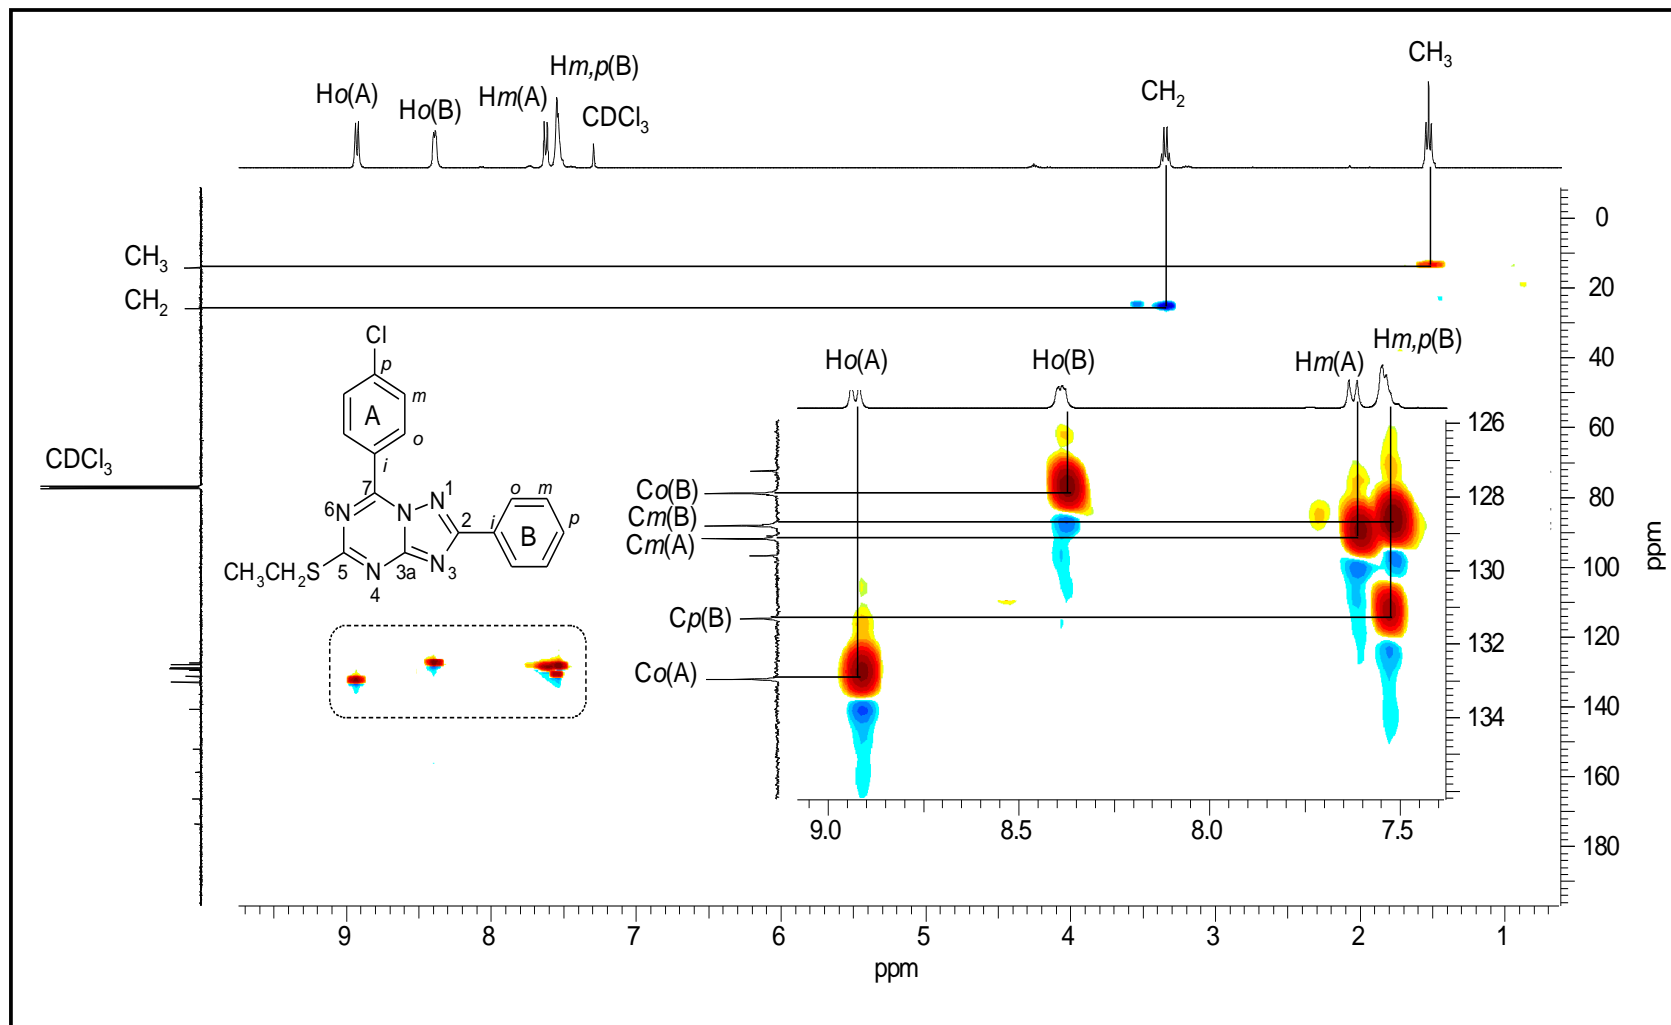 CH3
Hm,p(B)
Ho(A)
Ho(B)
Hm(A)
CDCl3
CH2
0
CH3
20
CH2
Cl
p
m
A
o
i
7
N6
N
N1
o
m
2
i
B
p
CH3CH2S
5
N
4
3a
N3
40
Ho(A)
Ho(B)
Hm(A)
Hm,p(B)
60
80
100
120
140
160
180
ppm
CDCl3
126
128
130
132
134
Co(B)
Cm(B)
Cm(A)
Cp(B)
Co(A)
9.0
8.5
8.0
7.5
9
8
7
6
5
4
3
2
1
ppm